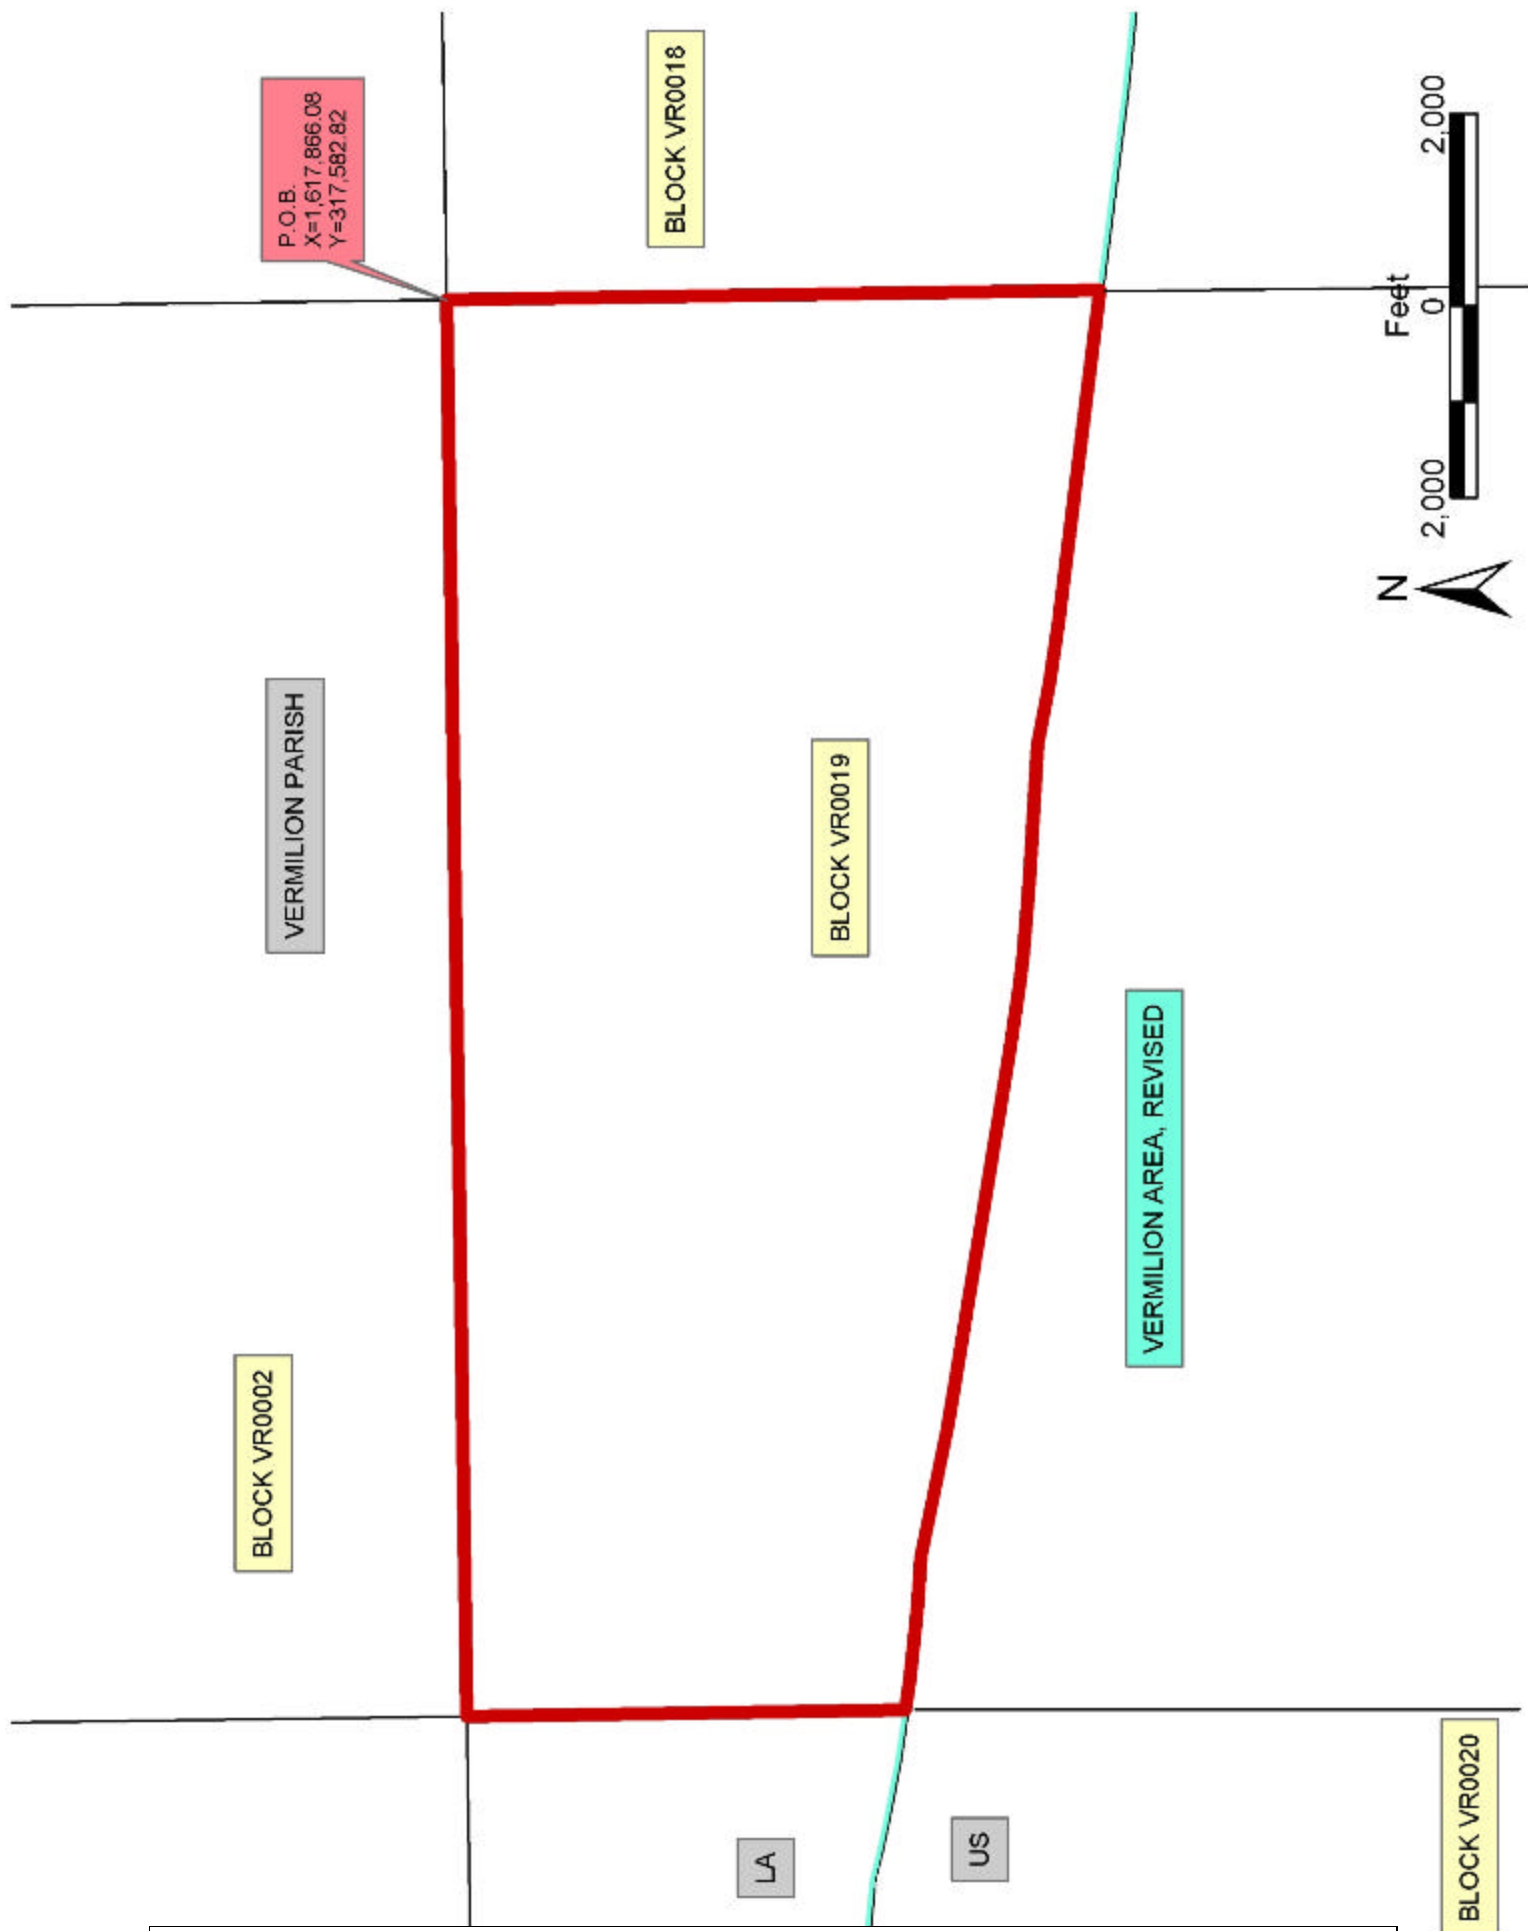 BLOCK VR0002
VERMILION PARISH
P.O.B.
X=1,617,866.08
Y=317,582.82
BLOCK VR0018
LA
BLOCK VR0019
US
VERMILION AREA, REVISED
BLOCK VR0020
N
Feet
2,000
0
2,000